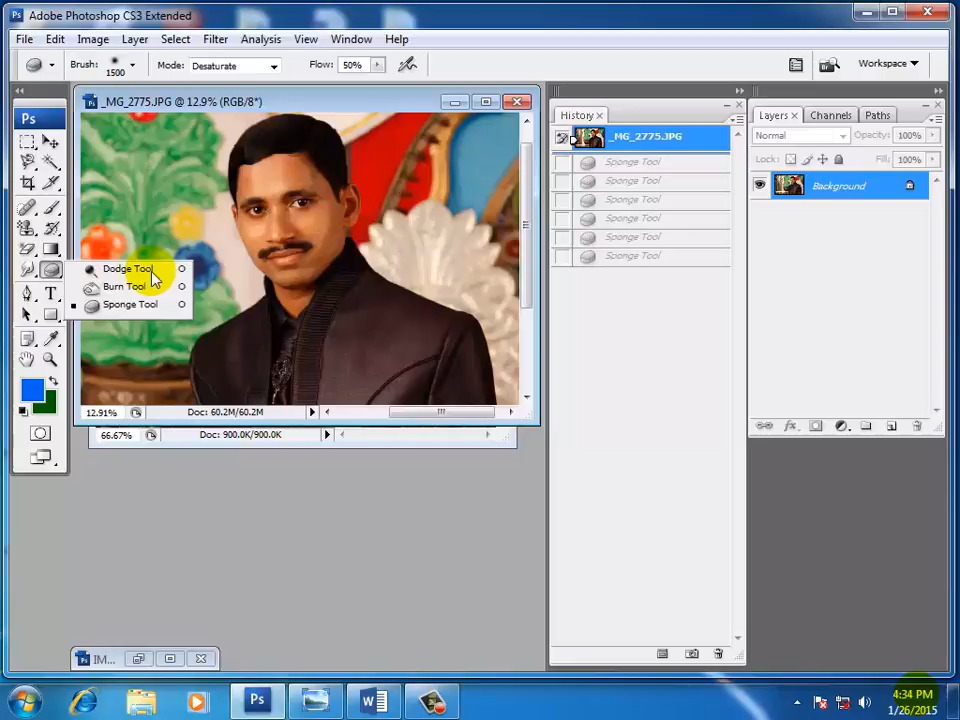 Ps Adobe Photoshop CS3 Extended
File Edit Image Layer Select Filter Analysis View Window Help
Brush: 1500 Mode: Desaturate Flow: 50% Workspace
Ps
_MG_2775.JPG @ 12.9% (RGB/8*)
Dodge Tool O
Burn Tool O
Sponge Tool O
T
12.91% Doc: 60.2M/60.2M
66.67% Doc: 900.0K/900.0K
History x
_MG_2775.JPG
Sponge Tool
Sponge Tool
Sponge Tool
Sponge Tool
Sponge Tool
Sponge Tool
Layers x Channels Paths
Normal Opacity: 100%
Lock: Fill: 100%
Background
Ps IM...
Ps
4:34 PM
1/26/2015